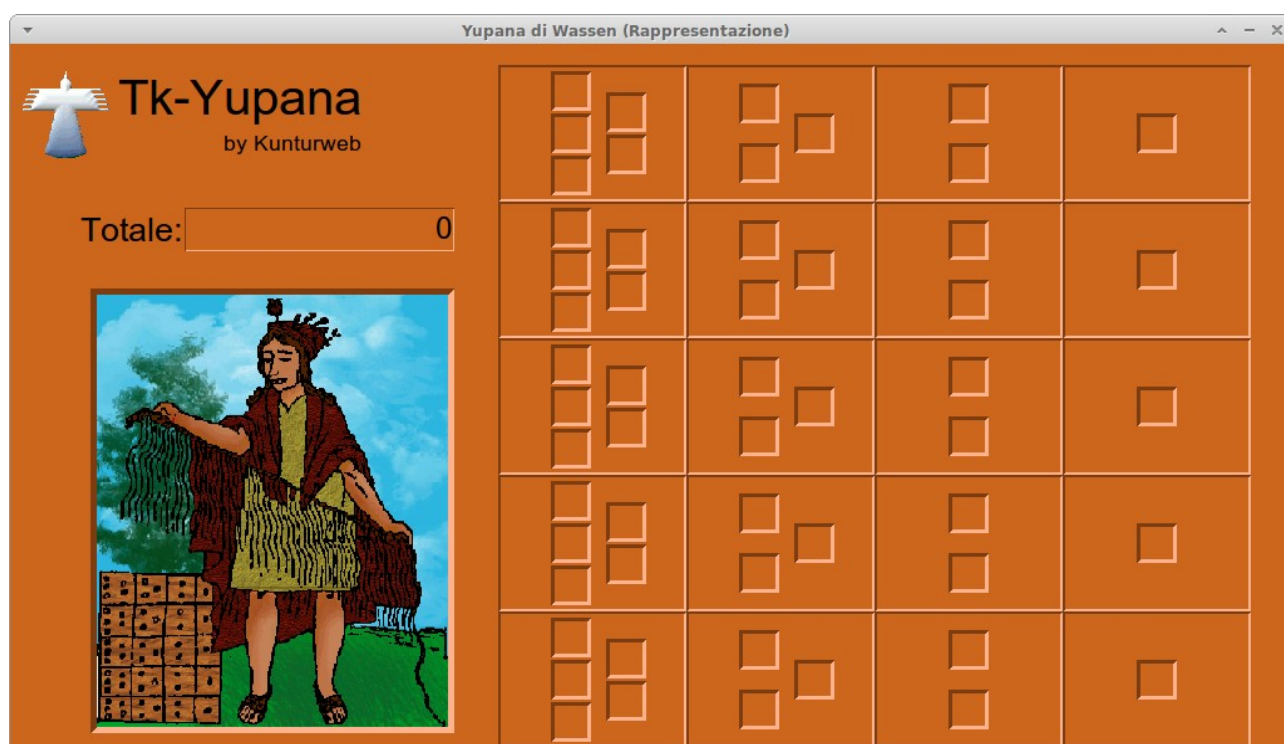 Yupana di Wassen (Rappresentazione)
Tk-Yupana
by Kunturweb
Totale: 0